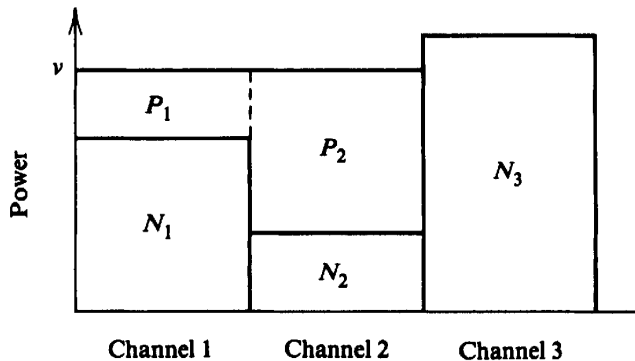 ν
P₁
P₂
N₁
N₂
N₃
Power
Channel 1
Channel 2
Channel 3